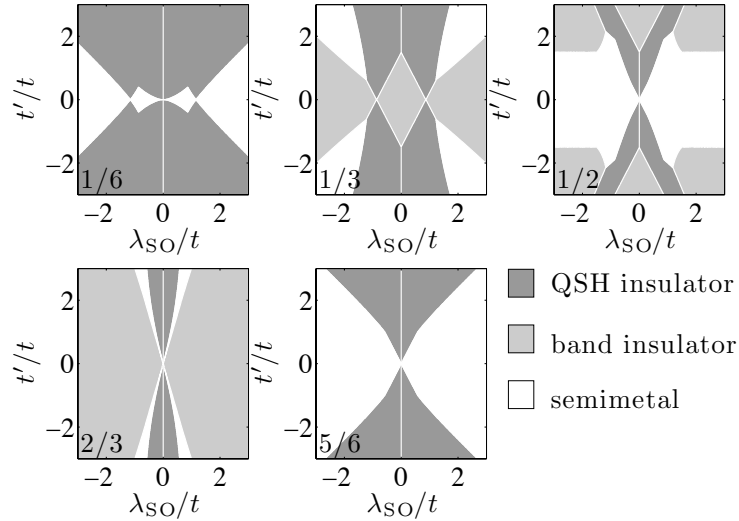 t′/t
2
0
−2
1/6
−2 0 2
λSO/t
t′/t
2
0
−2
1/3
−2 0 2
λSO/t
t′/t
2
0
−2
1/2
−2 0 2
λSO/t
t′/t
2
0
−2
2/3
−2 0 2
λSO/t
t′/t
2
0
−2
5/6
−2 0 2
λSO/t
QSH insulator
band insulator
semimetal